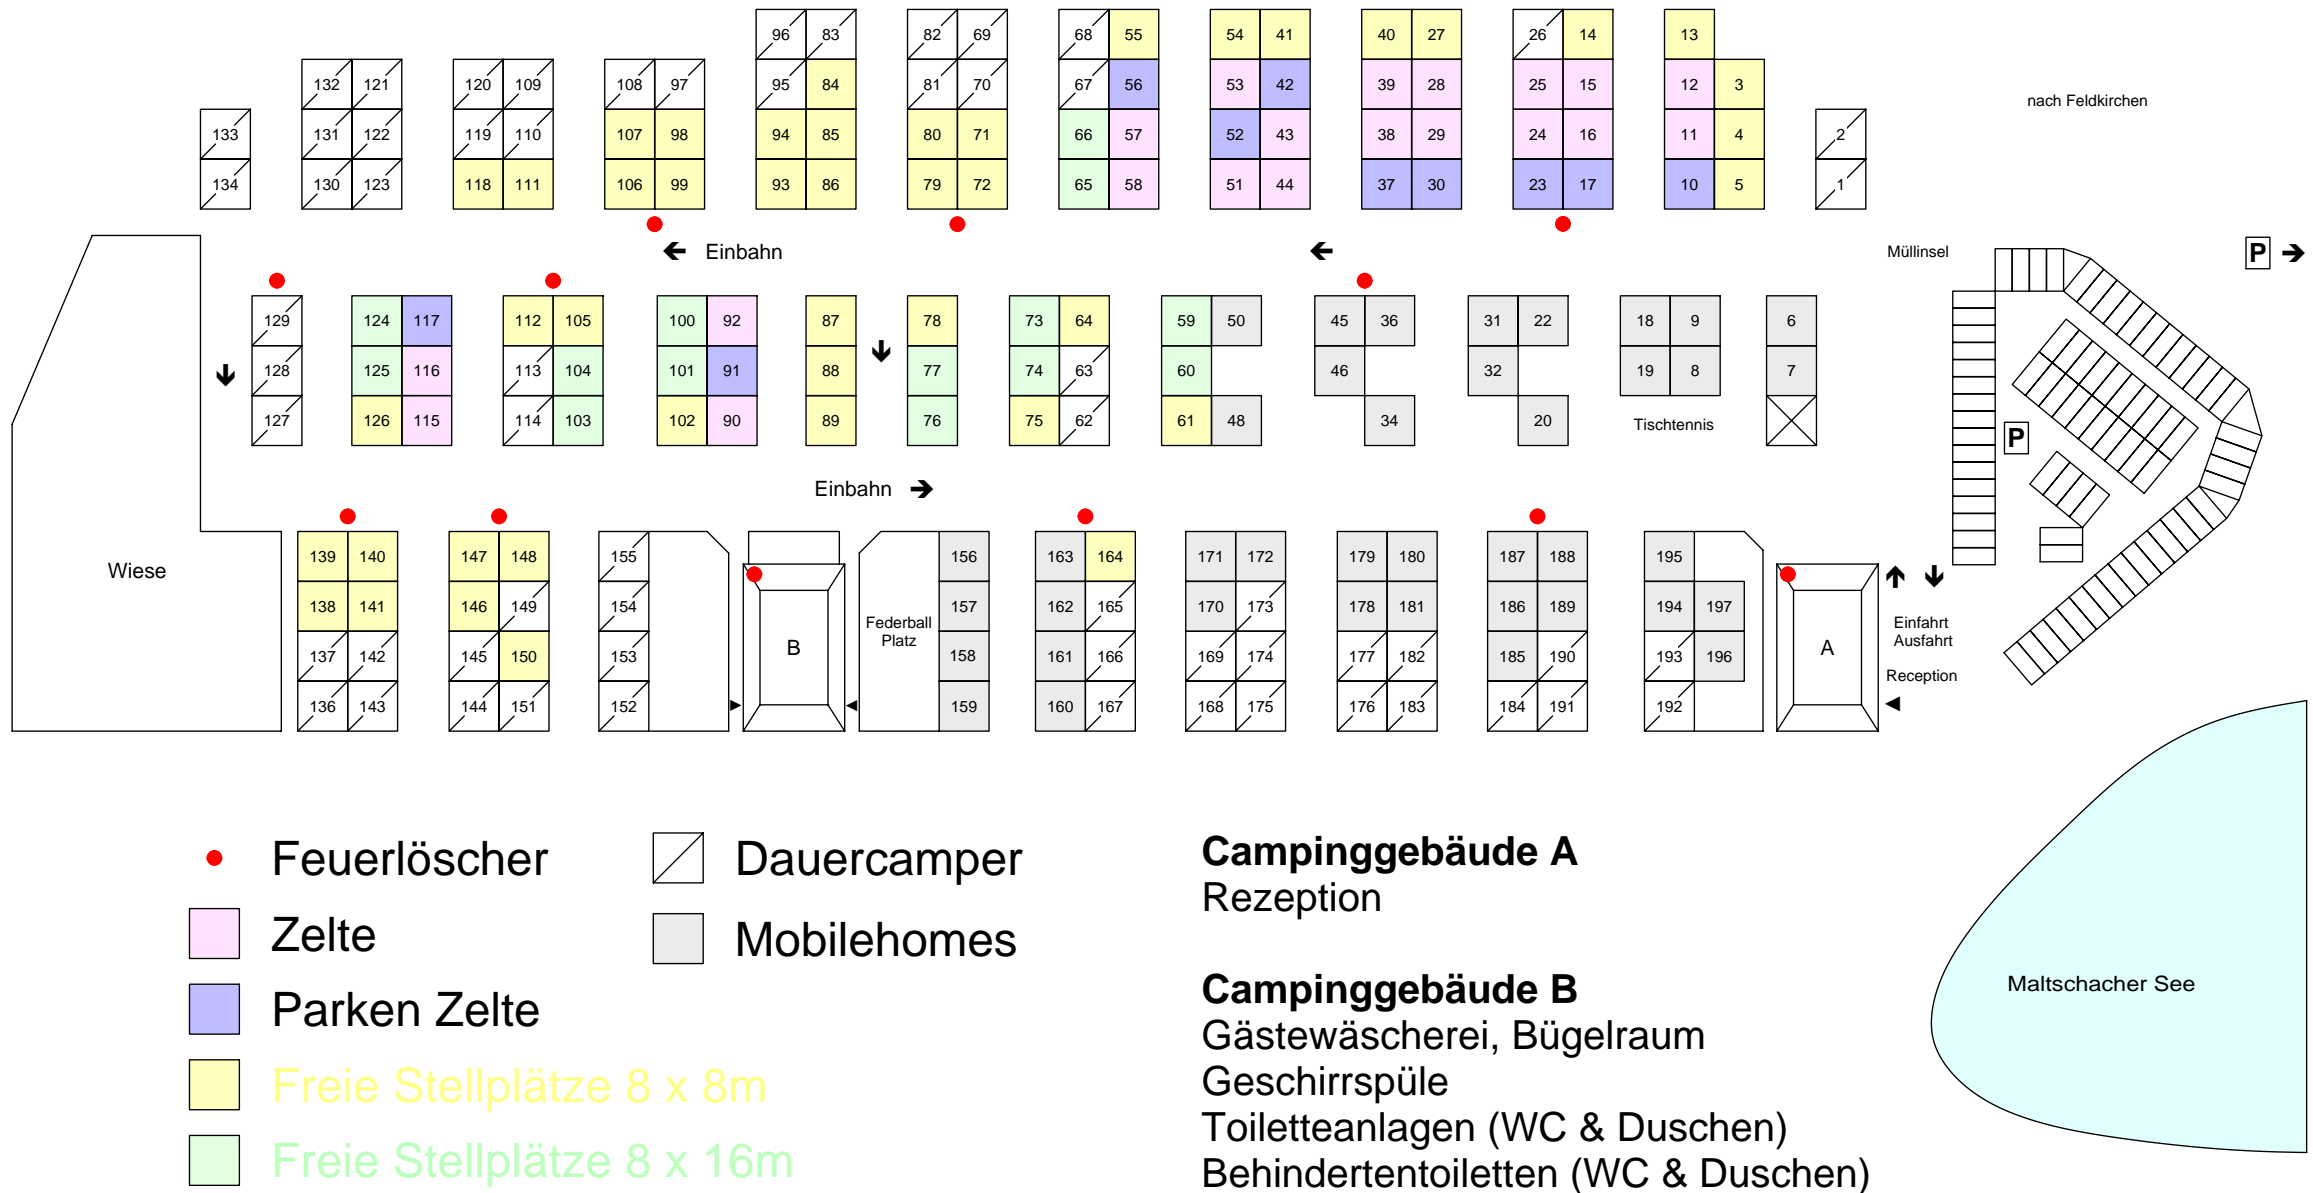 96 83 82 69 68 55 54 41 40 27 26 14 13
132 121 120 109 108 97 95 84 81 70 67 56 53 42 39 28 25 15 12 3
nach Feldkirchen
133 131 122 119 110 107 98 94 85 80 71 66 57 52 43 38 29 24 16 11 4 2
134 130 123 118 111 106 99 93 86 79 72 65 58 51 44 37 30 23 17 10 5 1
Einbahn
Müllinsel
P
129 124 117 112 105 100 92 87 78 73 64 59 50 45 36 31 22 18 9 6
128 125 116 113 104 101 91 88 77 74 63 60 46 32 19 8 7
127 126 115 114 103 102 90 89 76 75 62 61 48 34 20
Tischtennis
P
Einbahn
139 140 147 148 155 156 163 164 171 172 179 180 187 188 195
Wiese
138 141 146 149 154 157 162 165 170 173 178 181 186 189 194 197
Federball
Platz
B
A
Einfahrt
Ausfahrt
137 142 145 150 153 158 161 166 169 174 177 182 185 190 193 196
Reception
136 143 144 151 152 159 160 167 168 175 176 183 184 191 192
Feuerlöscher
Dauercamper
Zelte
Mobilehomes
Parken Zelte
Freie Stellplätze 8 x 8m
Freie Stellplätze 8 x 16m
Campinggebäude A
Rezeption
Campinggebäude B
Gästewäscherei, Bügelraum
Geschirrspüle
Toiletteanlagen (WC & Duschen)
Behindertentoiletten (WC & Duschen)
Maltschacher See